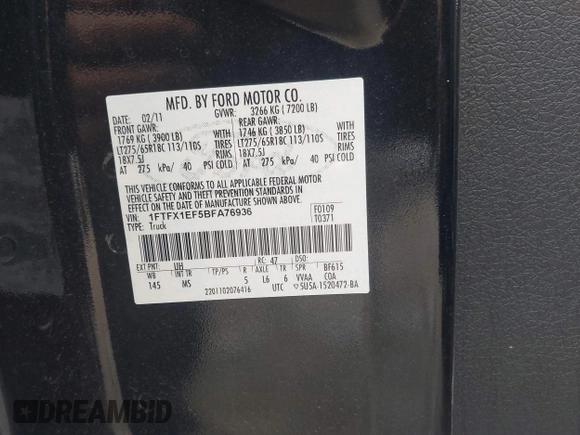 MFD. BY FORD MOTOR CO.
DATE: 02/11 GVWR: 3266 KG ( 7200 LB)
FRONT GAWR: REAR GAWR:
1769 KG ( 3900 LB) WITH 1746 KG ( 3850 LB) WITH
LT275/65R18C 113/110S TIRES LT275/65R18C 113/110S TIRES
18X7.5J RIMS 18X7.5J RIMS
AT 275 kPa/ 40 PSI COLD AT 275 kPa/ 40 PSI COLD
THIS VEHICLE CONFORMS TO ALL APPLICABLE FEDERAL MOTOR
VEHICLE SAFETY AND THEFT PREVENTION STANDARDS IN
EFFECT ON THE DATE OF MANUFACTURE SHOWN ABOVE.
VIN: 1FTFX1EF5BFA76936 F0109
TYPE: Truck T0371
EXT PNT: UH RC: 47 DSO:
WB INT TR TP/PS R AXLE TR SPR BF615
145 MS 5 L6 6 VVAA COA
2201102076416 UTC 5U5A-1520472-BA
DREAMBID